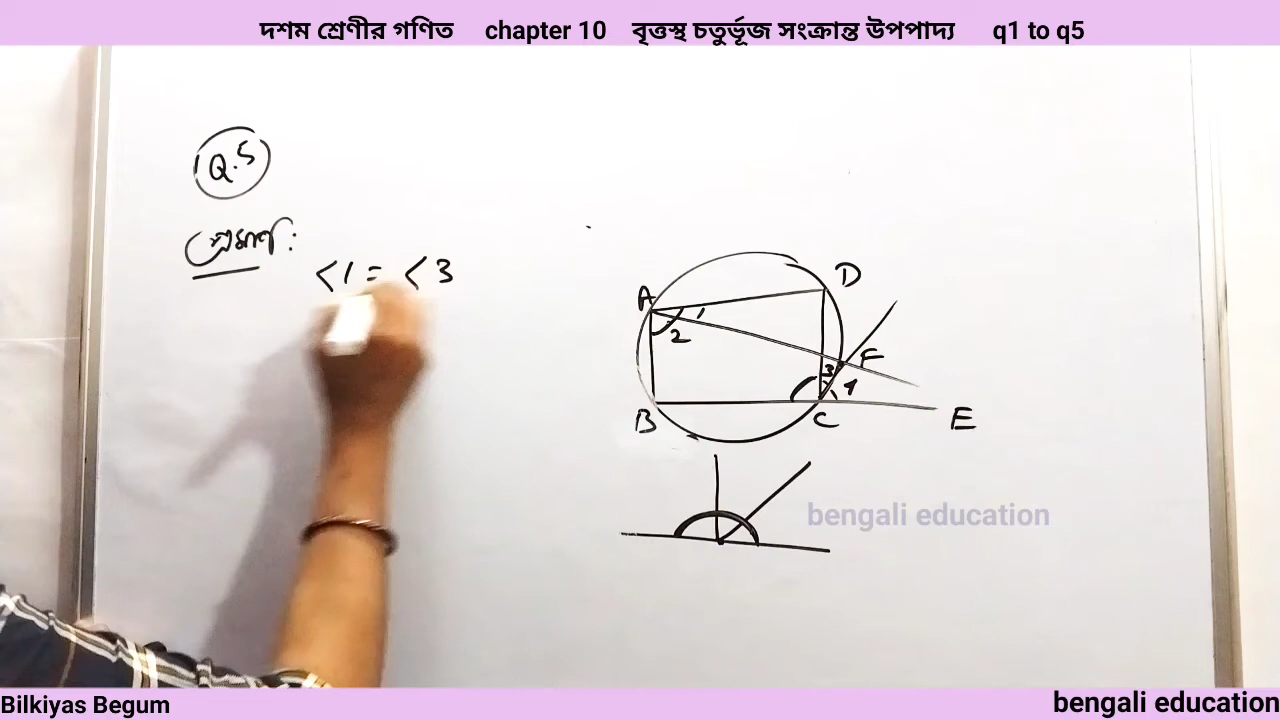 দশম শ্রেণীর গণিত chapter 10 বৃত্তস্থ চতুর্ভূজ সংক্রান্ত উপপাদ্য q1 to q5
Q.5
প্রমাণ:
<1 = <3
A
D
1
2
F
3
4
B
C
E
bengali education
Bilkiyas Begum
bengali education